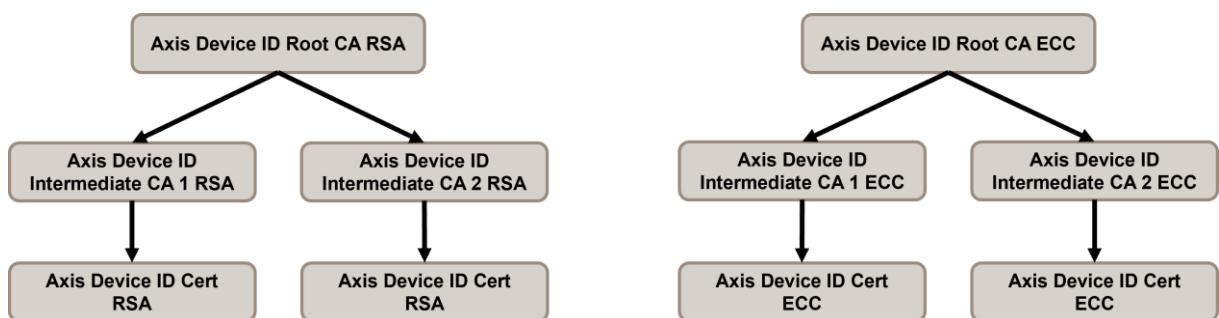 Axis Device ID Root CA RSA
Axis Device ID Root CA ECC
Axis Device ID
Intermediate CA 1 RSA
Axis Device ID
Intermediate CA 2 RSA
Axis Device ID
Intermediate CA 1 ECC
Axis Device ID
Intermediate CA 2 ECC
Axis Device ID Cert
RSA
Axis Device ID Cert
RSA
Axis Device ID Cert
ECC
Axis Device ID Cert
ECC